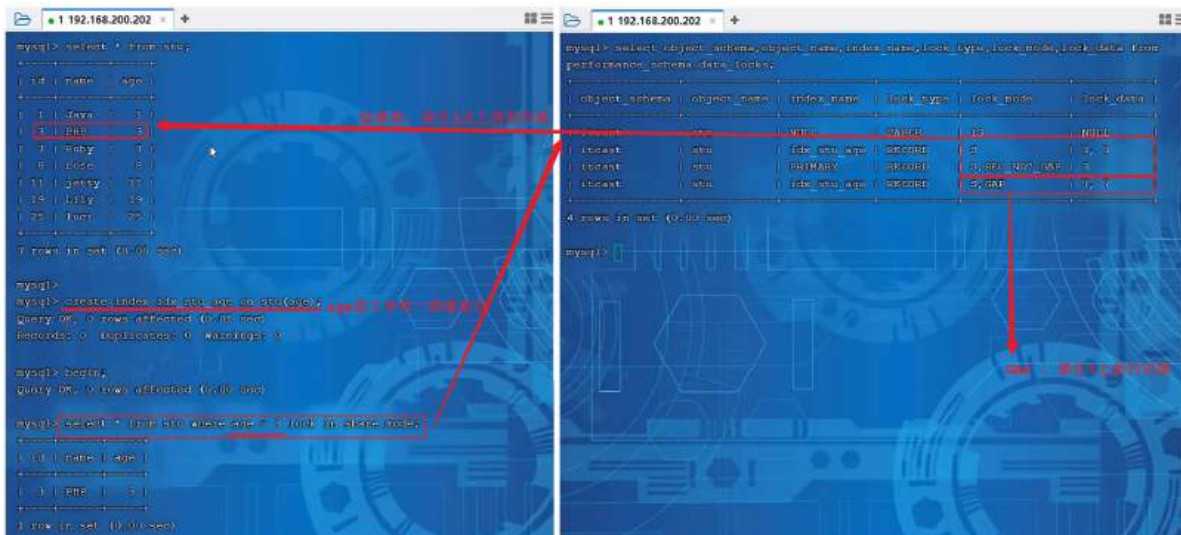 1 192.168.200.202
mysql> select * from stu;
| id | name | age |
| 1 | Java | 1 |
| 3 | PHP | 3 |
| 7 | Ruby | 7 |
| 8 | Rose | 8 |
| 11 | jetty | 11 |
| 19 | Lily | 19 |
| 25 | luci | 25 |
7 rows in set (0.00 sec)
mysql>
mysql> create index idx_stu_age on stu(age);
Query OK, 0 rows affected
Records: 0 Duplicates: 0 Warnings: 0
mysql> begin;
Query OK, 0 rows affected (0.00 sec)
mysql> select * from stu where age = 3 lock in share mode;
| id | name | age |
| 3 | PHP | 3 |
1 row in set (0.00 sec)
1 192.168.200.202
mysql> select object_schema,object_name,index_name,lock_type,lock_mode,lock_data from
performance_schema.data_locks;
| object_schema | object_name | index_name | lock_type | lock_mode | lock_data |
| itcast | stu | NULL | TABLE | IS | NULL |
| itcast | stu | idx_stu_age | RECORD | S | 3, 3 |
| itcast | stu | PRIMARY | RECORD | S,REC_NOT_GAP | 3 |
| itcast | stu | idx_stu_age | RECORD | S,GAP | 7, 7 |
4 rows in set (0.00 sec)
mysql>